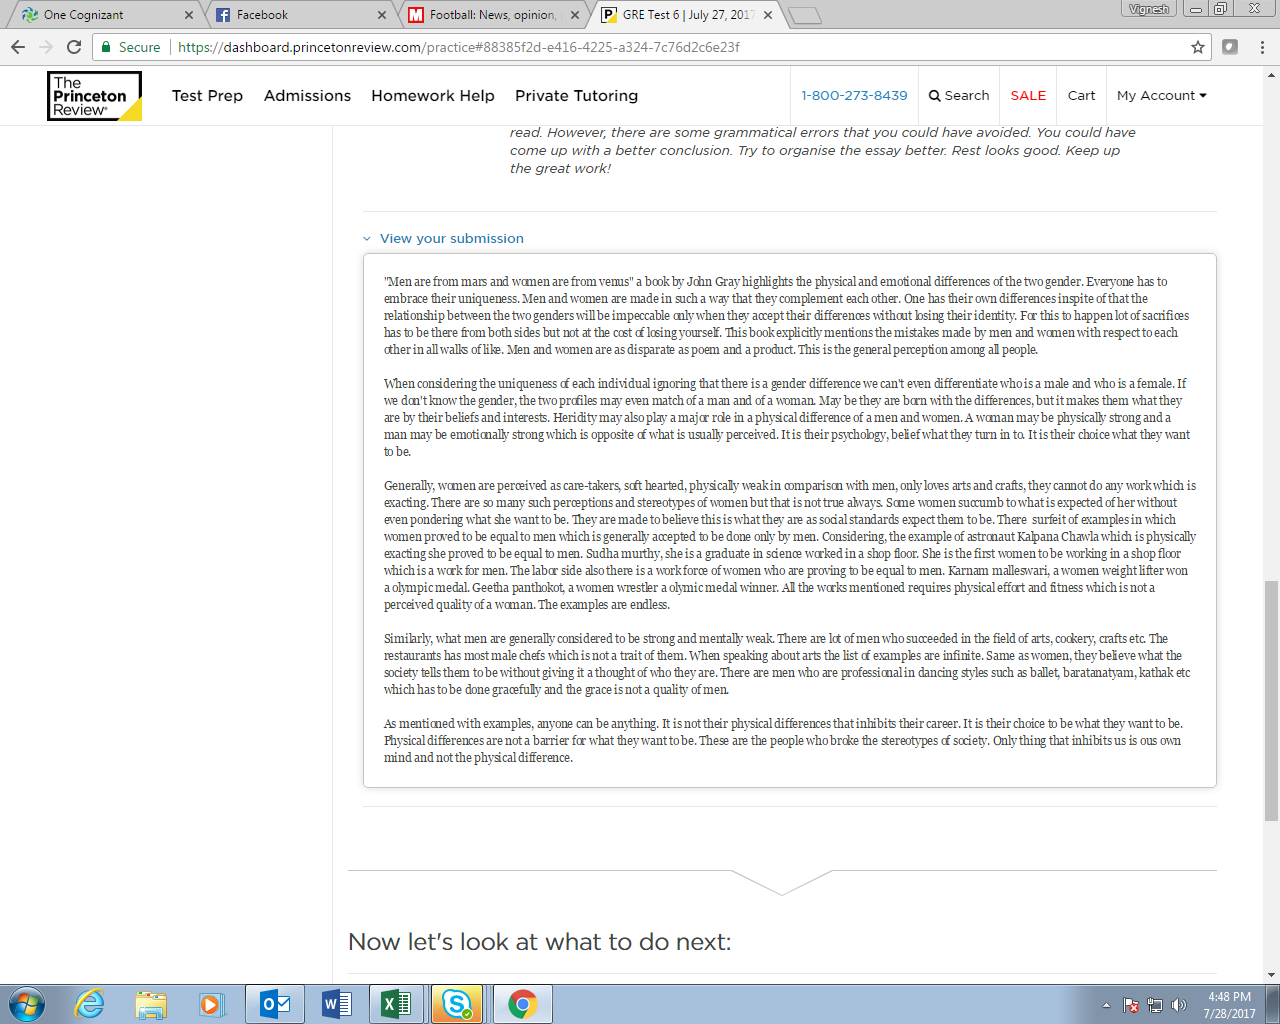 One Cognizant
Facebook
Football: News, opinion,
GRE Test 6 | July 27, 2017
Vignesh
Secure
https://dashboard.princetonreview.com/practice#88385f2d-e416-4225-a324-7c76d2c6e23f
The
Princeton
Review
Test Prep
Admissions
Homework Help
Private Tutoring
1-800-273-8439
Search
SALE
Cart
My Account
read. However, there are some grammatical errors that you could have avoided. You could have
come up with a better conclusion. Try to organise the essay better. Rest looks good. Keep up
the great work!
View your submission
"Men are from mars and women are from venus" a book by John Gray highlights the physical and emotional differences of the two gender. Everyone has to
embrace their uniqueness. Men and women are made in such a way that they complement each other. One has their own differences inspite of that the
relationship between the two genders will be impeccable only when they accept their differences without losing their identity. For this to happen lot of sacrifices
has to be there from both sides but not at the cost of losing yourself. This book explicitly mentions the mistakes made by men and women with respect to each
other in all walks of like. Men and women are as disparate as poem and a product. This is the general perception among all people.
When considering the uniqueness of each individual ignoring that there is a gender difference we can't even differentiate who is a male and who is a female. If
we don't know the gender, the two profiles may even match of a man and of a woman. May be they are born with the differences, but it makes them what they
are by their beliefs and interests. Heridity may also play a major role in a physical difference of a men and women. A woman may be physically strong and a
man may be emotionally strong which is opposite of what is usually perceived. It is their psychology, belief what they turn in to. It is their choice what they want
to be.
Generally, women are perceived as care-takers, soft hearted, physically weak in comparison with men, only loves arts and crafts, they cannot do any work which is
exacting. There are so many such perceptions and stereotypes of women but that is not true always. Some women succumb to what is expected of her without
even pondering what she want to be. They are made to believe this is what they are as social standards expect them to be. There  surfeit of examples in which
women proved to be equal to men which is generally accepted to be done only by men. Considering, the example of astronaut Kalpana Chawla which is physically
exacting she proved to be equal to men. Sudha murthy, she is a graduate in science worked in a shop floor. She is the first women to be working in a shop floor
which is a work for men. The labor side also there is a work force of women who are proving to be equal to men. Karnam malleswari, a women weight lifter won
a olympic medal. Geetha panthokot, a women wrestler a olymic medal winner. All the works mentioned requires physical effort and fitness which is not a
perceived quality of a woman. The examples are endless.
Similarly, what men are generally considered to be strong and mentally weak. There are lot of men who succeeded in the field of arts, cookery, crafts etc. The
restaurants has most male chefs which is not a trait of them. When speaking about arts the list of examples are infinite. Same as women, they believe what the
society tells them to be without giving it a thought of who they are. There are men who are professional in dancing styles such as ballet, baratanatyam, kathak etc
which has to be done gracefully and the grace is not a quality of men.
As mentioned with examples, anyone can be anything. It is not their physical differences that inhibits their career. It is their choice to be what they want to be.
Physical differences are not a barrier for what they want to be. These are the people who broke the stereotypes of society. Only thing that inhibits us is ous own
mind and not the physical difference.
Now let's look at what to do next:
4:48 PM
7/28/2017